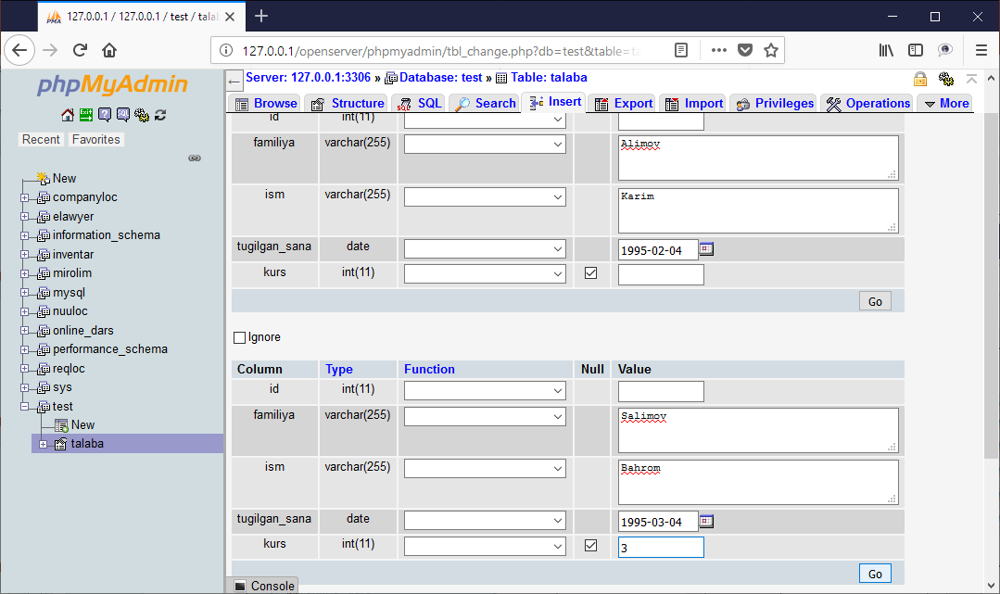 127.0.0.1 / 127.0.0.1 / test / tala
127.0.0.1/openserver/phpmyadmin/tbl_change.php?db=test&table=ta
phpMyAdmin
Recent Favorites
New
companyloc
elawyer
information_schema
inventar
mirolim
mysql
nuuloc
online_dars
performance_schema
reqloc
sys
test
New
talaba
Server: 127.0.0.1:3306 » Database: test » Table: talaba
Browse Structure SQL Search Insert Export Import Privileges Operations More
id int(11)
familiya varchar(255) Alimov
ism varchar(255) Karim
tugilgan_sana date 1995-02-04
kurs int(11)
Go
Ignore
Column Type Function Null Value
id int(11)
familiya varchar(255) Salimov
ism varchar(255) Bahrom
tugilgan_sana date 1995-03-04
kurs int(11) 3
Go
Console